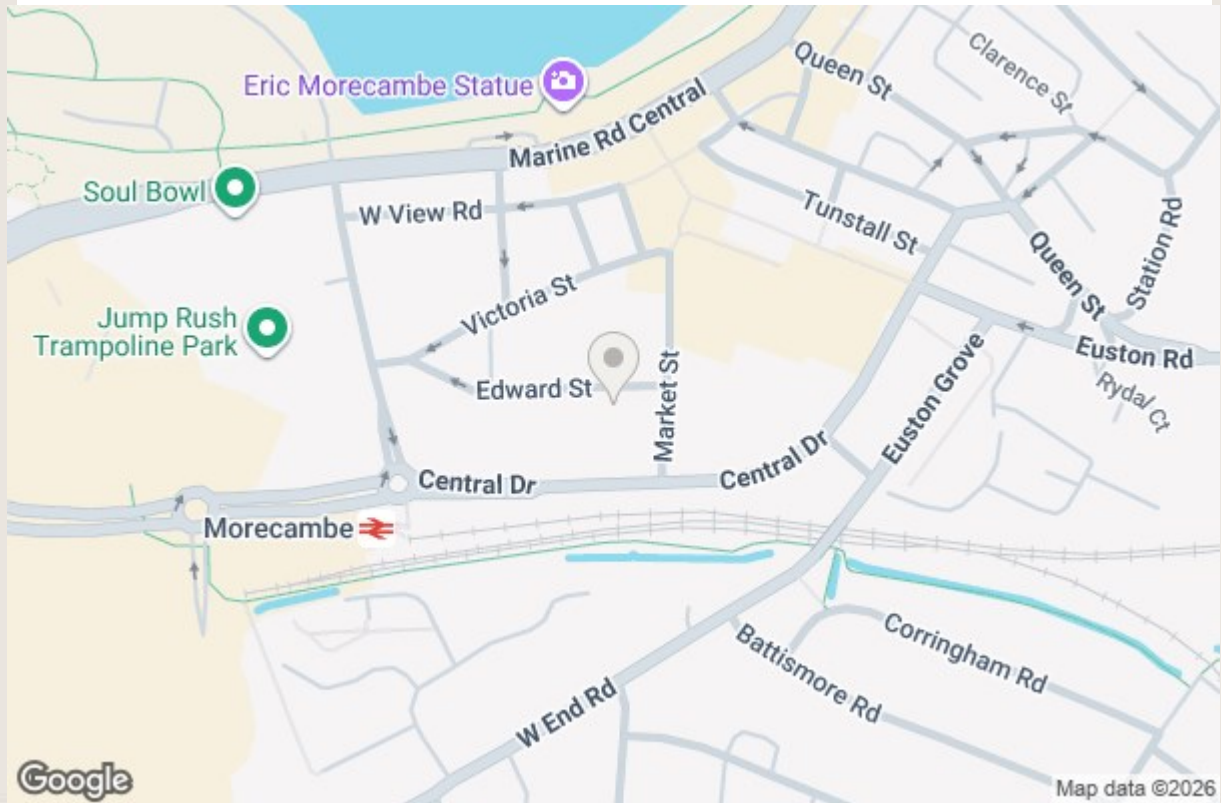 Clarence St
Queen St
Eric Morecambe Statue
Marine Rd Central
Soul Bowl
W View Rd
Tunstall St
Station Rd
Queen St
Victoria St
Jump Rush
Trampoline Park
Euston Rd
Edward St
Market St
Euston Grove
Rydal Ct
Central Dr
Central Dr
Morecambe
Corringham Rd
Battismore Rd
W End Rd
Google
Map data ©2026